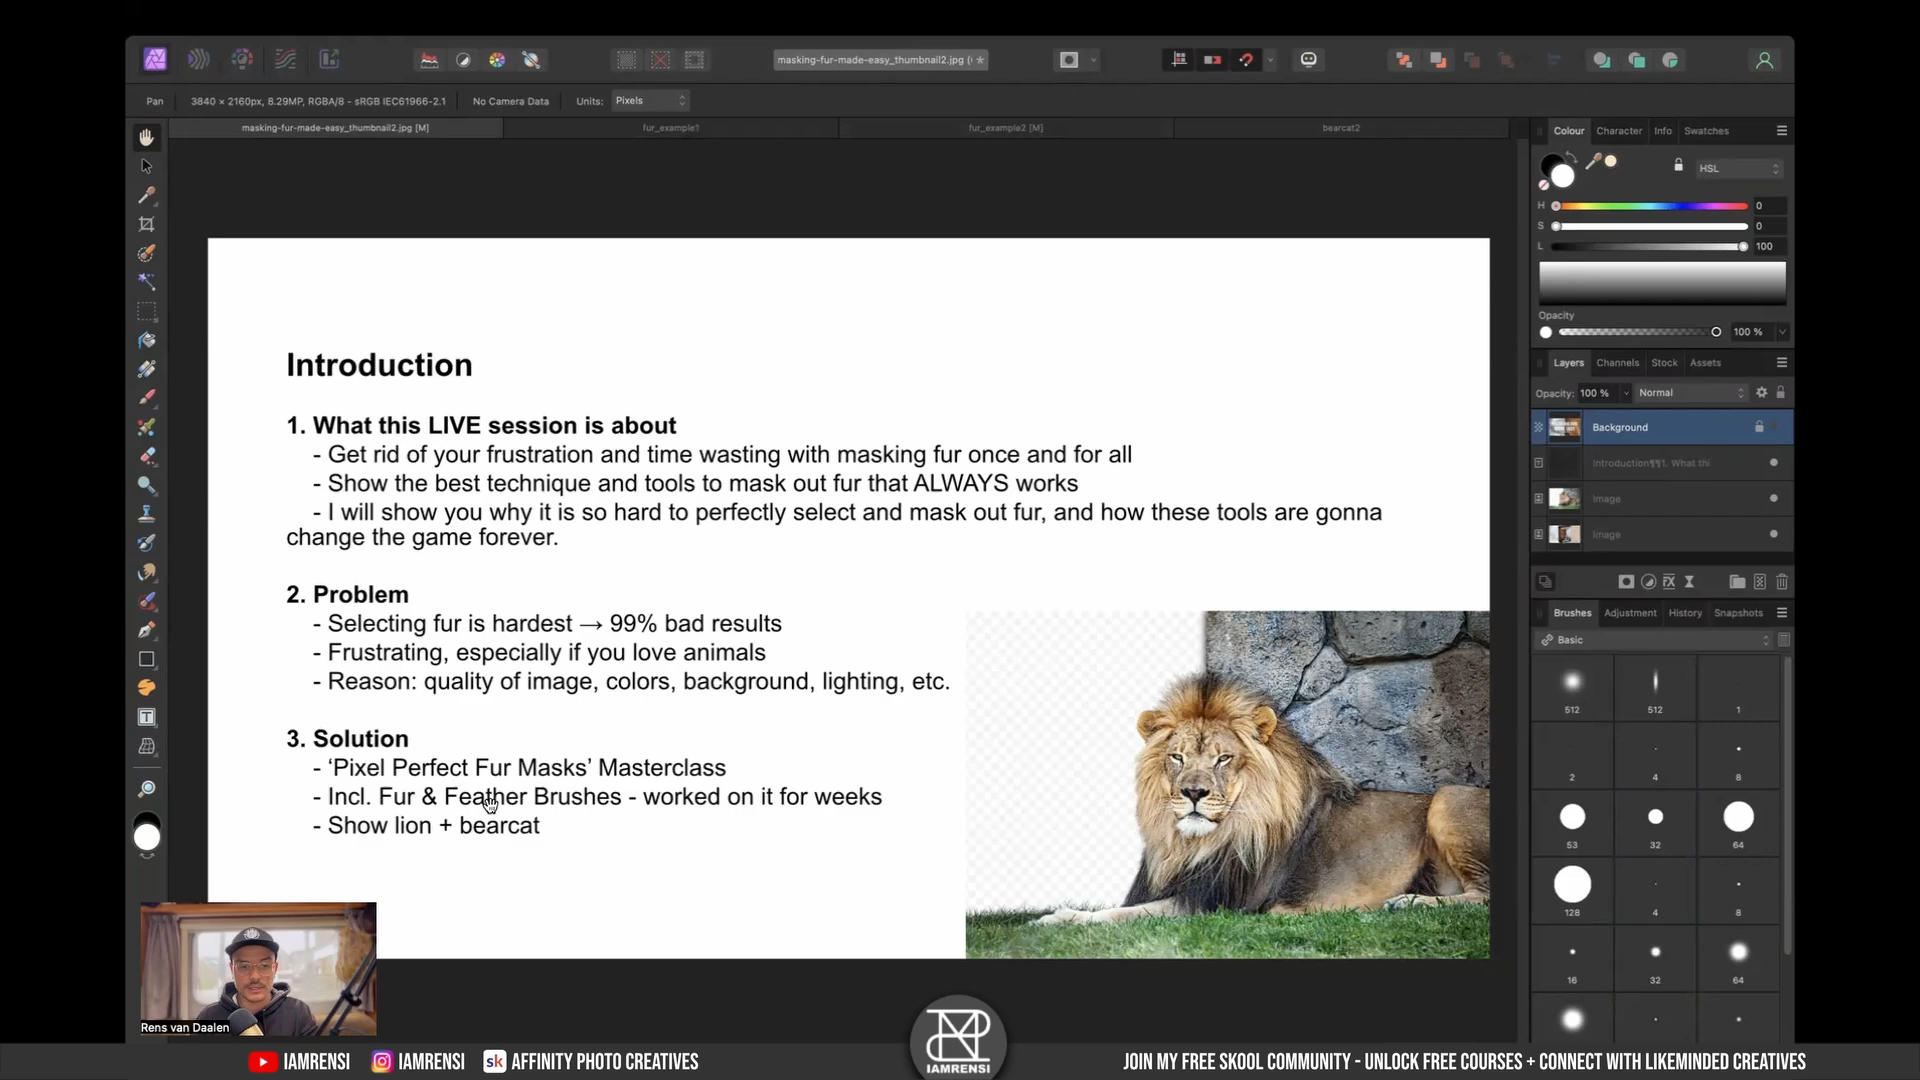 masking-fur-made-easy_thumbnail2.jpg (
Pan
3840 × 2160px, 8.29MP, RGBA/8 - sRGB IEC61966-2.1
No Camera Data
Units:
Pixels
masking-fur-made-easy_thumbnail2.jpg [M]
fur_example1
fur_example2 [M]
bearcat2
Introduction
1. What this LIVE session is about
- Get rid of your frustration and time wasting with masking fur once and for all
- Show the best technique and tools to mask out fur that ALWAYS works
- I will show you why it is so hard to perfectly select and mask out fur, and how these tools are gonna
change the game forever.
2. Problem
- Selecting fur is hardest → 99% bad results
- Frustrating, especially if you love animals
- Reason: quality of image, colors, background, lighting, etc.
3. Solution
- ‘Pixel Perfect Fur Masks’ Masterclass
- Incl. Fur & Feather Brushes - worked on it for weeks
- Show lion + bearcat
Colour Character Info Swatches
HSL
H 0
S 0
L 100
Opacity
100 %
Layers Channels Stock Assets
Opacity: 100 % Normal
Background
Introduction¶¶1. What thi
Image
Image
Brushes Adjustment History Snapshots
Basic
512 512 1
2 4 8
53 32 64
128 4 8
16 32 64
Rens van Daalen
IAMRENSI
IAMRENSI
sk AFFINITY PHOTO CREATIVES
IAMRENSI
JOIN MY FREE SKOOL COMMUNITY - UNLOCK FREE COURSES + CONNECT WITH LIKEMINDED CREATIVES